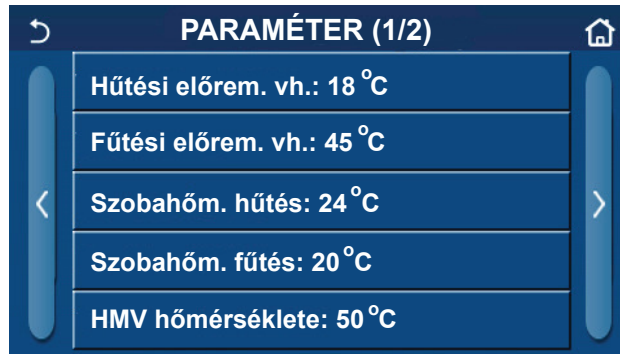 PARAMÉTER (1/2)
Hűtési előrem. vh.: 18 °C
Fűtési előrem. vh.: 45 °C
Szobahőm. hűtés: 24 °C
Szobahőm. fűtés: 20 °C
HMV hőmérséklete: 50 °C